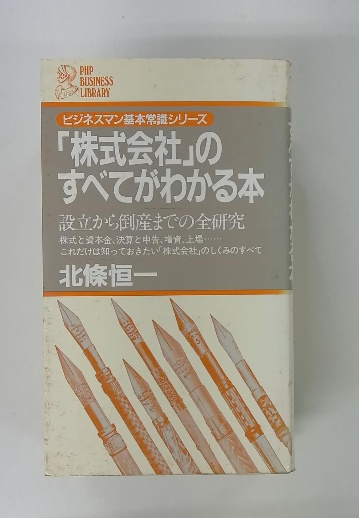 PHP
BUSINESS
LIBRARY
ビジネスマン基本常識シリーズ
「株式会社」の
すべてがわかる本
設立から倒産までの全研究
株式と資本金、決算と申告、増資、上場……
これだけは知っておきたい「株式会社」のしくみのすべて
北條恒一